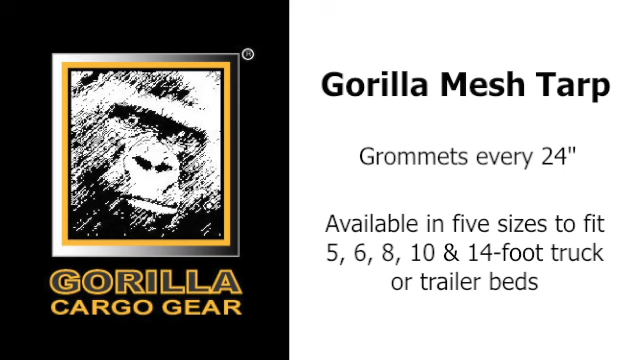 ®
GORILLA
CARGO GEAR
Gorilla Mesh Tarp
Grommets every 24"
Available in five sizes to fit
5, 6, 8, 10 & 14-foot truck
or trailer beds